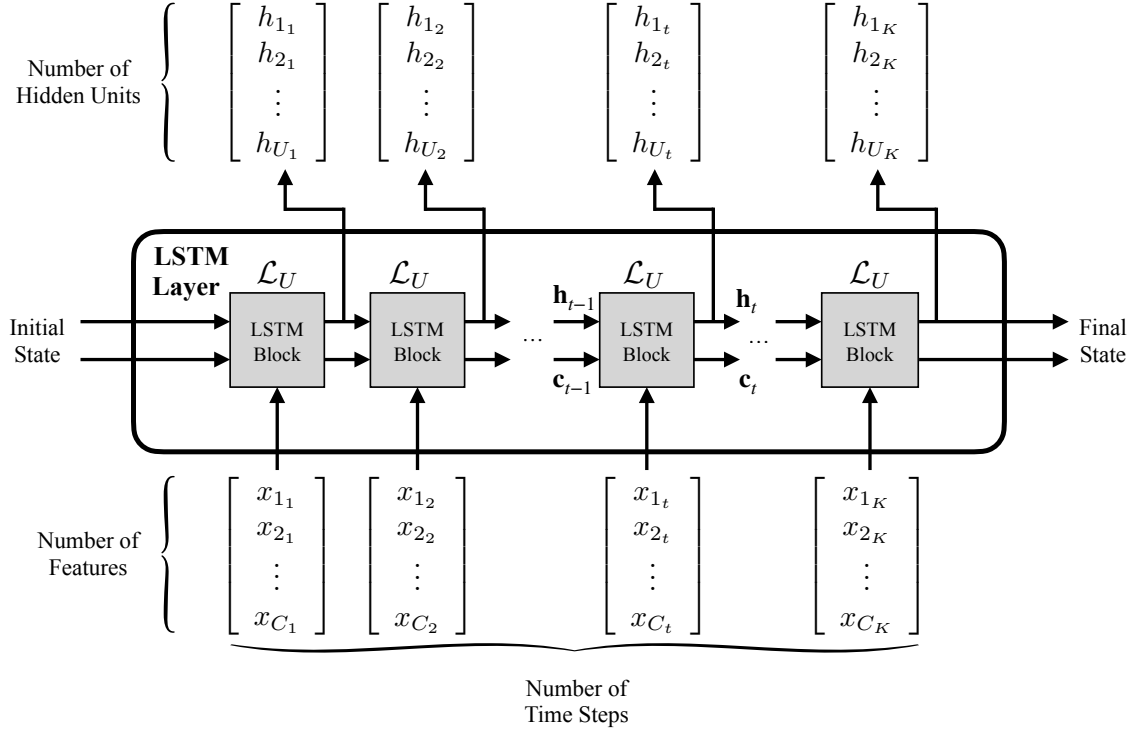 Number of
Hidden Units
h_{1_1} h_{1_2} h_{1_t} h_{1_K}
h_{2_1} h_{2_2} h_{2_t} h_{2_K}
⋮ ⋮ ⋮ ⋮
h_{U_1} h_{U_2} h_{U_t} h_{U_K}
LSTM
Layer
ℒ_U ℒ_U ℒ_U ℒ_U
Initial
State
LSTM
Block
LSTM
Block
...
h_{t−1}
c_{t−1}
LSTM
Block
h_t
c_t
...
LSTM
Block
Final
State
Number of
Features
x_{1_1} x_{1_2} x_{1_t} x_{1_K}
x_{2_1} x_{2_2} x_{2_t} x_{2_K}
⋮ ⋮ ⋮ ⋮
x_{C_1} x_{C_2} x_{C_t} x_{C_K}
Number of
Time Steps